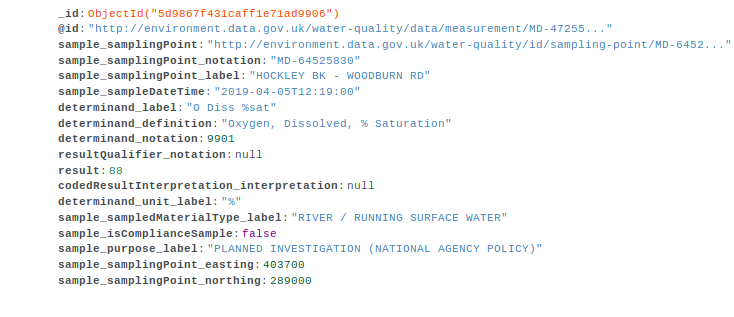 _id: ObjectId("5d9867f431caff1e71ad9906")
@id: "http://environment.data.gov.uk/water-quality/data/measurement/MD-47255..."
sample_samplingPoint: "http://environment.data.gov.uk/water-quality/id/sampling-point/MD-6452..."
sample_samplingPoint_notation: "MD-64525830"
sample_samplingPoint_label: "HOCKLEY BK - WOODBURN RD"
sample_sampleDateTime: "2019-04-05T12:19:00"
determinand_label: "O Diss %sat"
determinand_definition: "Oxygen, Dissolved, % Saturation"
determinand_notation: 9901
resultQualifier_notation: null
result: 88
codedResultInterpretation_interpretation: null
determinand_unit_label: "%"
sample_sampledMaterialType_label: "RIVER / RUNNING SURFACE WATER"
sample_isComplianceSample: false
sample_purpose_label: "PLANNED INVESTIGATION (NATIONAL AGENCY POLICY)"
sample_samplingPoint_easting: 403700
sample_samplingPoint_northing: 289000